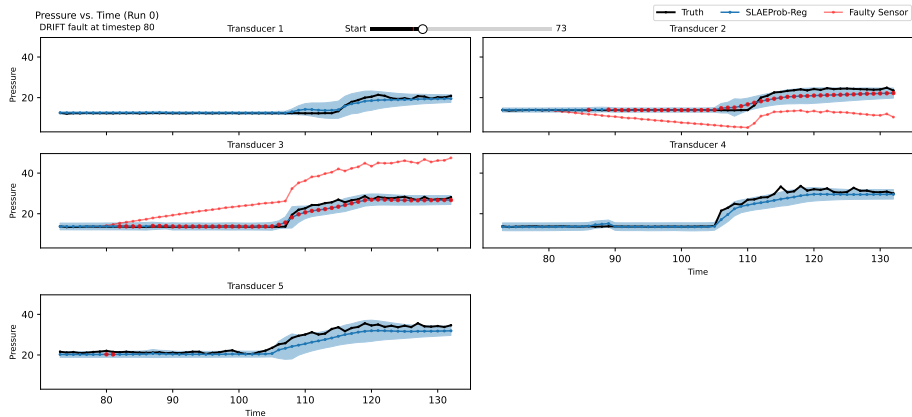 Pressure vs. Time (Run 0)
DRIFT fault at timestep 80
Start
73
Truth
SLAEProb-Reg
Faulty Sensor
Transducer 1
Transducer 2
Pressure
40
20
Transducer 3
Transducer 4
Pressure
40
20
80
90
100
110
120
130
Time
Transducer 5
Pressure
40
20
80
90
100
110
120
130
Time